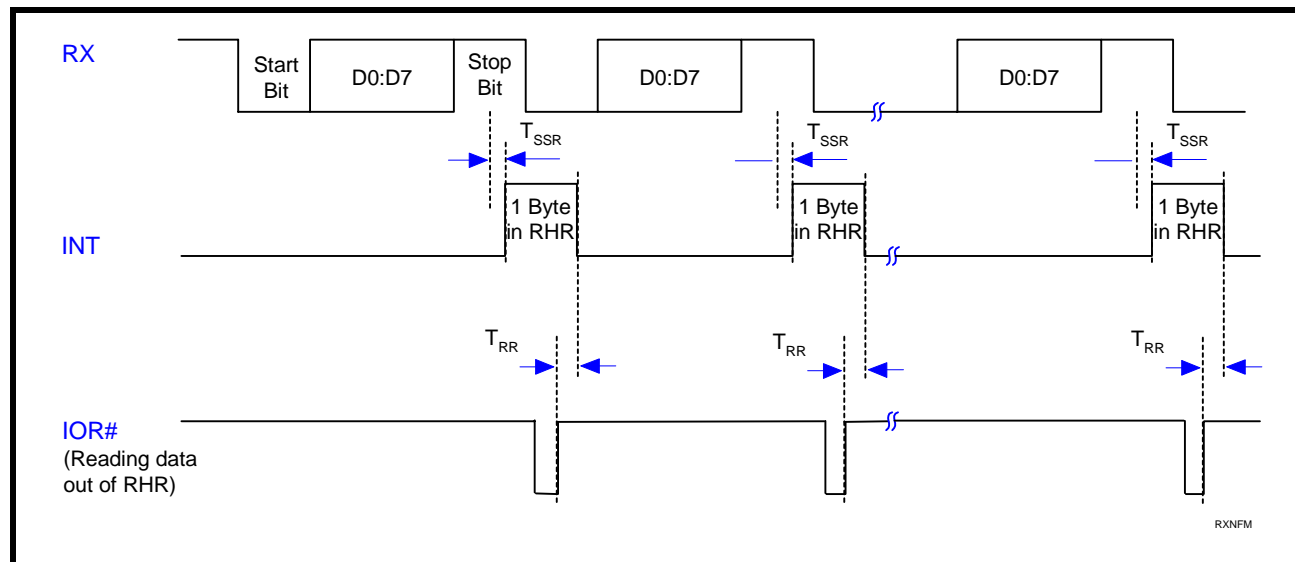 RX
Start
Bit
D0:D7
Stop
Bit
D0:D7
D0:D7
TSSR
TSSR
TSSR
INT
1 Byte
in RHR
1 Byte
in RHR
1 Byte
in RHR
TRR
TRR
TRR
IOR#
(Reading data
out of RHR)
RXNFM